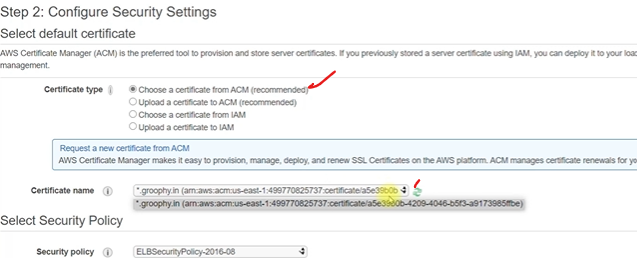 Step 2: Configure Security Settings
Select default certificate
AWS Certificate Manager (ACM) is the preferred tool to provision and store server certificates. If you previously stored a server certificate using IAM, you can deploy it to your
management.
Certificate type i Choose a certificate from ACM (recommended)
Upload a certificate to ACM (recommended)
Choose a certificate from IAM
Upload a certificate to IAM
Request a new certificate from ACM
AWS Certificate Manager makes it easy to provision, manage, deploy, and renew SSL Certificates on the AWS platform. ACM manages certificate renewals for
Certificate name i *.groophy.in (arn:aws:acm:us-east-1:499770825737:certificate/a5e39b0b
*.groophy.in (arn:aws:acm:us-east-1:499770825737:certificate/a5e39b0b-4209-4046-b5f3-a9173985ffbe)
Select Security Policy
Security policy i ELBSecurityPolicy-2016-08